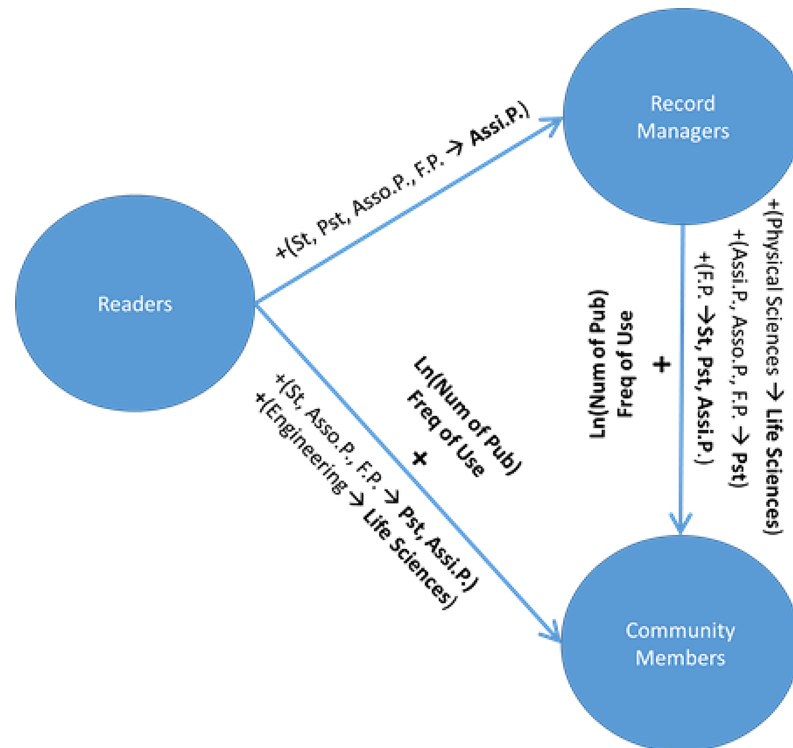 Record
Managers
+(St, Pst, Asso.P., F.P. → Assi.P.)
Readers
+(Physical Sciences → Life Sciences)
+(Assi.P., Asso.P., F.P. → Pst)
+(F.P. → St, Pst, Assi.P.)
+
Ln(Num of Pub)
Freq of Use
Ln(Num of Pub)
Freq of Use
+
+(St, Asso.P., F.P. → Pst, Assi.P.)
+(Engineering → Life Sciences)
Community
Members